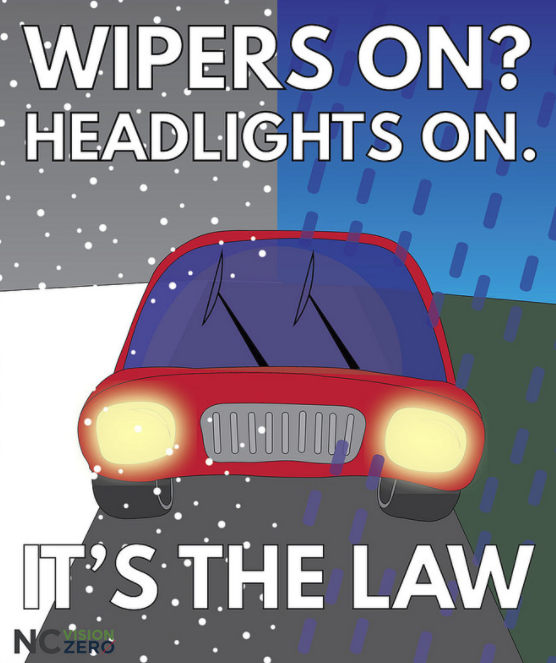 WIPERS ON?
HEADLIGHTS ON.
IT'S THE LAW
NC VISION ZERO